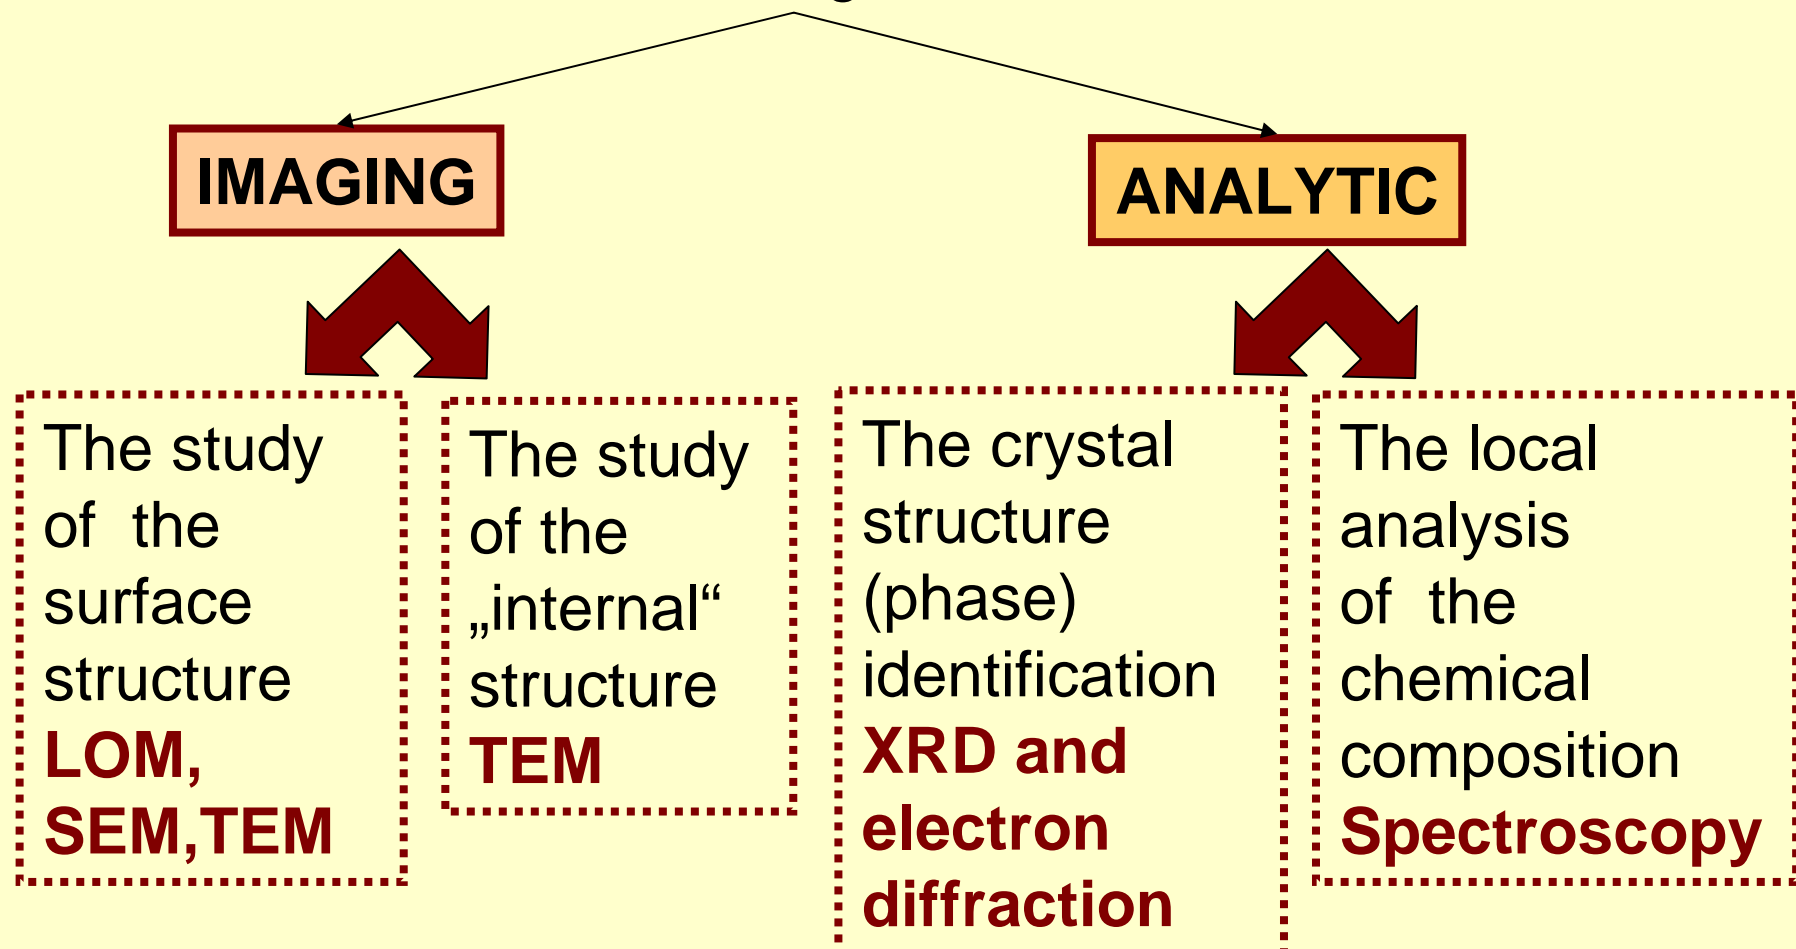 IMAGING
ANALYTIC
The study
of  the
surface
structure
LOM,
SEM,TEM
The study
of the
„internal“
structure
TEM
The crystal
structure
(phase)
identification
XRD and
electron
diffraction
The local
analysis
of  the
chemical
composition
Spectroscopy